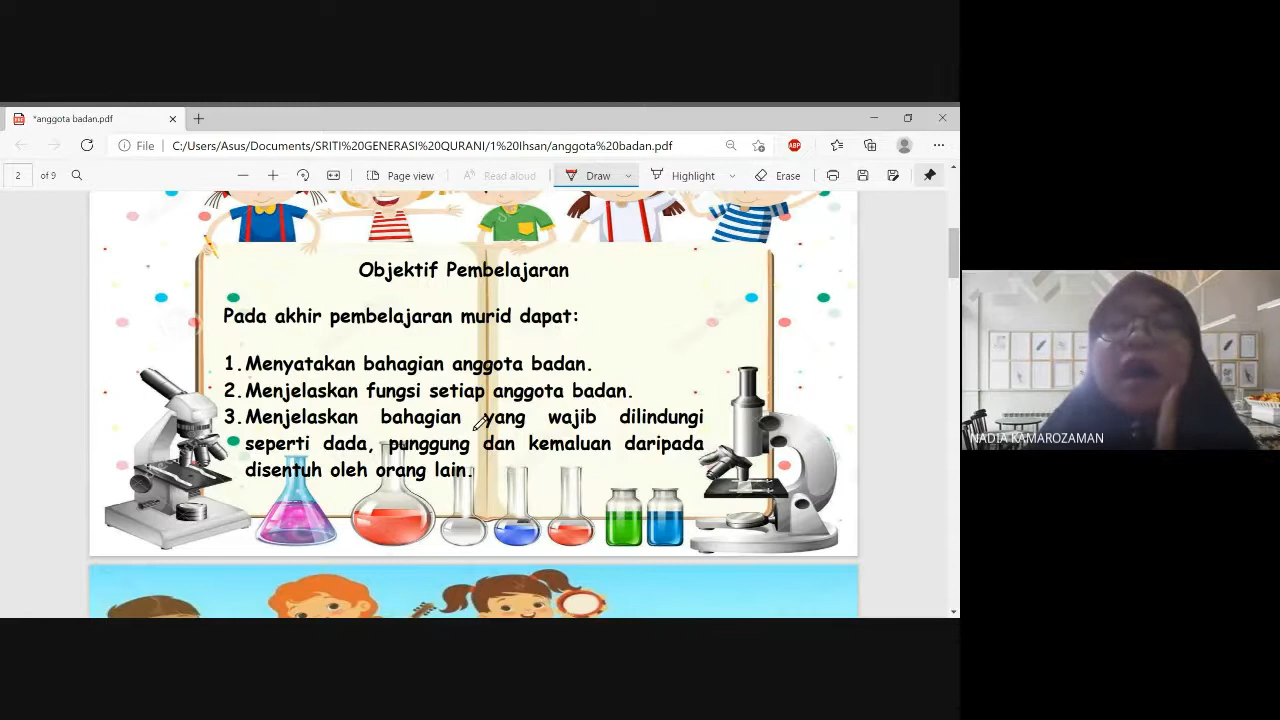 *anggota badan.pdf
File
C:/Users/Asus/Documents/SRITI%20GENERASI%20QURANI/1%20Ihsan/anggota%20badan.pdf
ABP
2 of 9
Page view
Read aloud
Draw
Highlight
Erase
Objektif Pembelajaran
Pada akhir pembelajaran murid dapat:
1. Menyatakan bahagian anggota badan.
2. Menjelaskan fungsi setiap anggota badan.
3. Menjelaskan bahagian yang wajib dilindungi
seperti dada, punggung dan kemaluan daripada
disentuh oleh orang lain.
NADIA KAMAROZAMAN